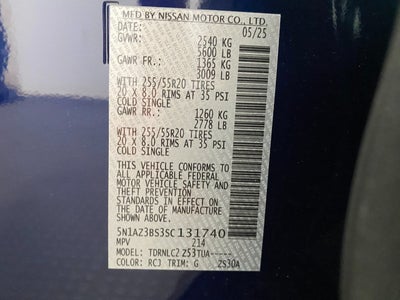 MFD BY NISSAN MOTOR CO., LTD.
DATE: 05/25
GVWR: 2540 KG
5600 LB
GAWR FR.: 1365 KG
3009 LB
WITH 255/55R20 TIRES
20 X 8.0 RIMS AT 35 PSI
COLD SINGLE
GAWR RR.: 1260 KG
2778 LB
WITH 255/55R20 TIRES
20 X 8.0 RIMS AT 35 PSI
COLD SINGLE
THIS VEHICLE CONFORMS TO
ALL APPLICABLE FEDERAL
MOTOR VEHICLE SAFETY AND
THEFT PREVENTION
STANDARDS IN EFFECT ON
THE DATE OF MANUFACTURE
SHOWN ABOVE.
5N1AZ3BS3SC131740
MPV 214
MODEL: TDRNLC2 Z53TUA-----
COLOR: RCJ TRIM: G ZS30A